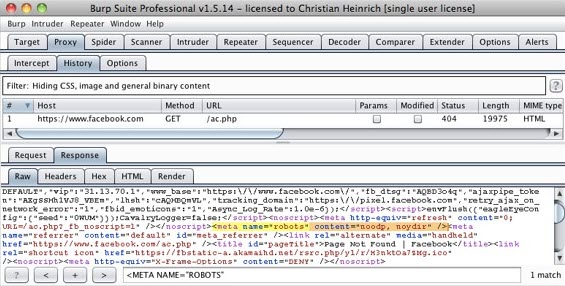 Burp Suite Professional v1.5.14 - licensed to Christian Heinrich [single user license]
Burp Intruder Repeater Window Help
Target Proxy Spider Scanner Intruder Repeater Sequencer Decoder Comparer Extender Options Alerts
Intercept History Options
Filter: Hiding CSS, image and general binary content ?
# Host Method URL Params Modified Status Length MIME type
1 https://www.facebook.com GET /ac.php 404 19975 HTML
Request Response
Raw Headers Hex HTML Render
DEFAULT","vip":"31.13.70.1","www_base":"https:\/\/www.facebook.com\/","fb_dtsg":"AQBD3o4q","ajaxpipe_toke
n":"","lhsh":"","tracking_domain":"https:\/\/pixel.facebook.com","retry_ajax_on_
network_error":"1","fbid_emoticons":"1","Async_Log_Rate":1.0e-6});</script><script>envFlush({"eagleEyeCon
fig":{"seed":"0WUM"}});CavalryLogger=false;</script><noscript><meta http-equiv="refresh" content="0;
URL=/ac.php?_fb_noscript=1" /></noscript><meta name="robots" content="noodp, noydir" /><meta
name="referrer" content="default" id="meta_referrer" /><link rel="alternate" media="handheld"
href="https://www.facebook.com/ac.php" /><title id="pageTitle">Page Not Found | Facebook</title><link
rel="shortcut icon" href="https://fbstatic-a.akamaihd.net/rsrc.php/yl/r/H3nktOa7ZMg.ico"
/><noscript><meta http-equiv="X-Frame-Options" content="DENY" /></noscript>
? < + > <META NAME="ROBOTS" 1 match